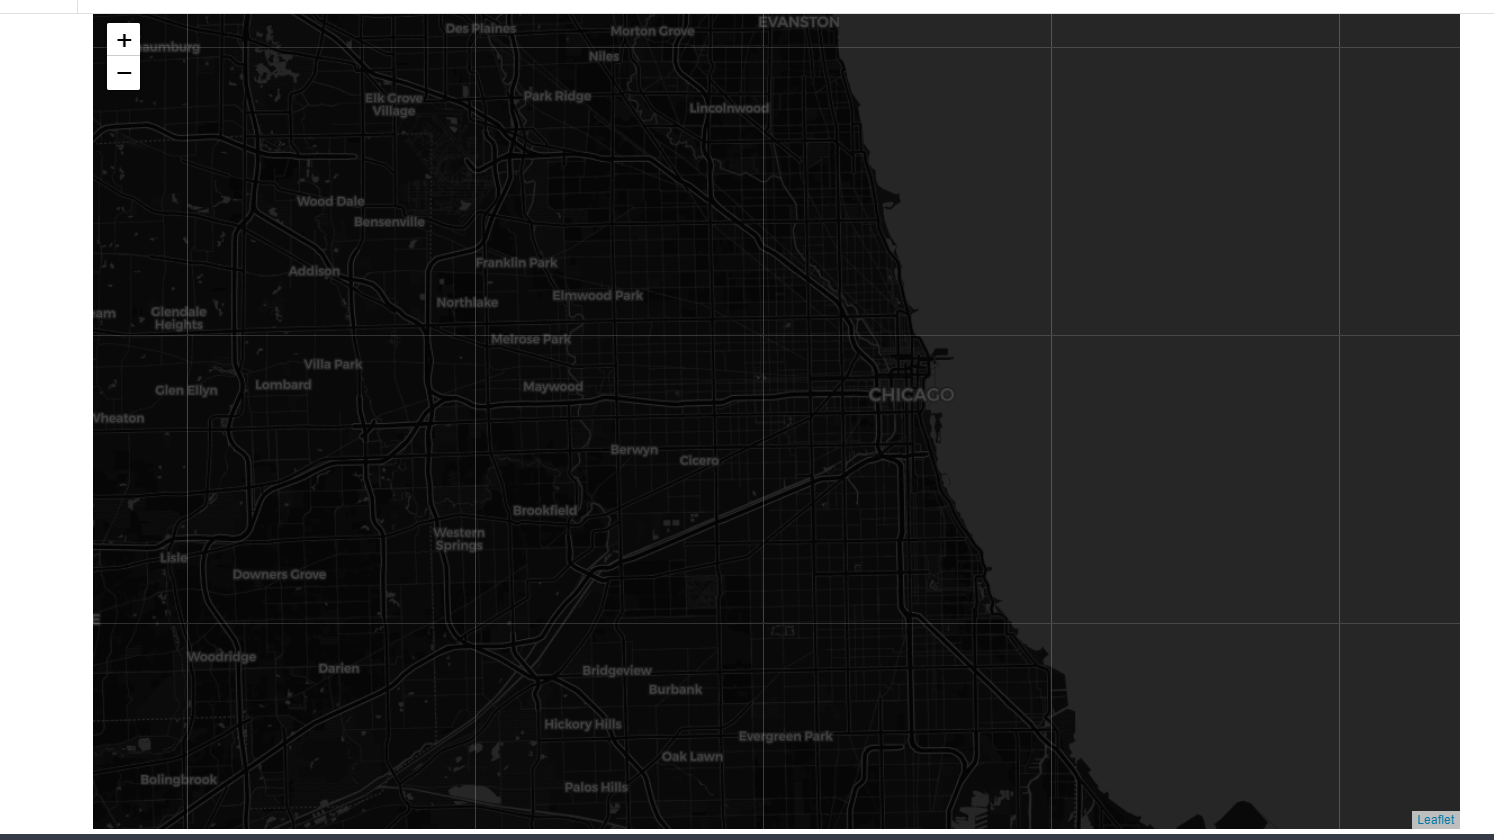 +
−
aumburg
Des Plaines
Morton Grove
EVANSTON
Niles
Elk Grove
Village
Park Ridge
Lincolnwood
Wood Dale
Bensenville
Addison
Franklin Park
Northlake
Elmwood Park
am
Glendale
Heights
Melrose Park
Villa Park
Glen Ellyn
Lombard
Maywood
CHICAGO
Wheaton
Berwyn
Cicero
Brookfield
Western
Springs
Lisle
Downers Grove
E
Woodridge
Darien
Bridgeview
Burbank
Hickory Hills
Evergreen Park
Oak Lawn
Bolingbrook
Palos Hills
Leaflet